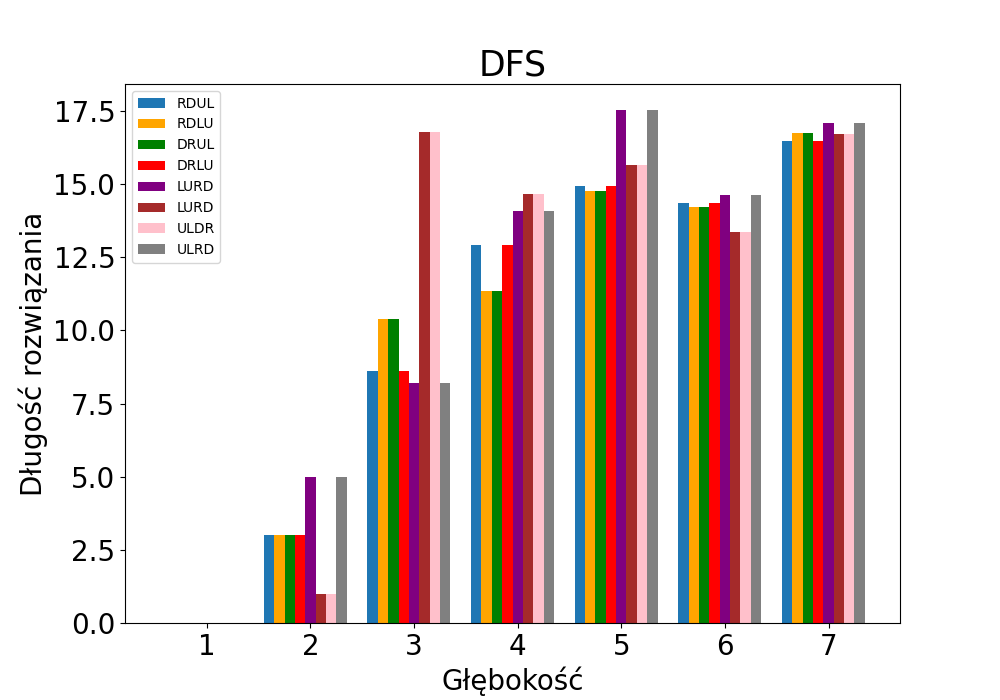 DFS
RDUL
RDLU
DRUL
DRLU
LURD
LURD
ULDR
ULRD
Długość rozwiązania
17.5
15.0
12.5
10.0
7.5
5.0
2.5
0.0
1 2 3 4 5 6 7
Głębokość